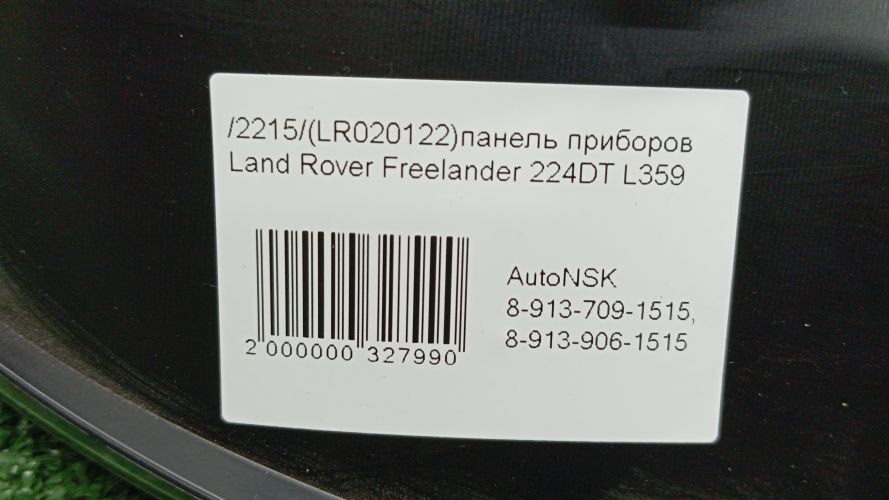 /2215/(LR020122)панель приборов
Land Rover Freelander 224DT L359
AutoNSK
8-913-709-1515,
8-913-906-1515
2 000000 327990